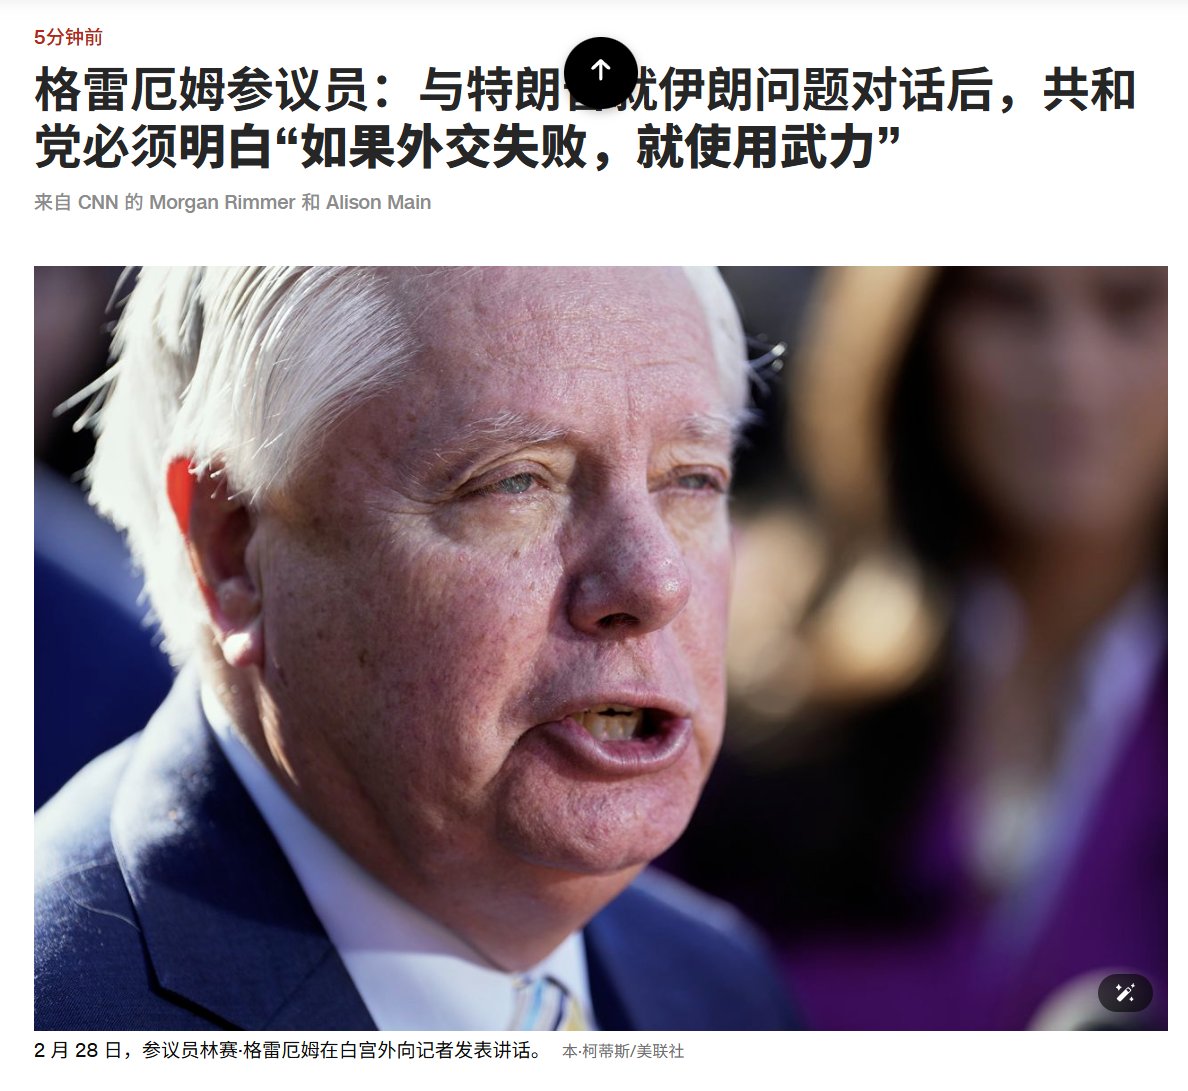 5分钟前
格雷厄姆参议员：与特朗就伊朗问题对话后，共和
党必须明白“如果外交失败，就使用武力”
来自 CNN 的 Morgan Rimmer 和 Alison Main
2 月 28 日，参议员林赛·格雷厄姆在白宫外向记者发表讲话。 本·柯蒂斯/美联社